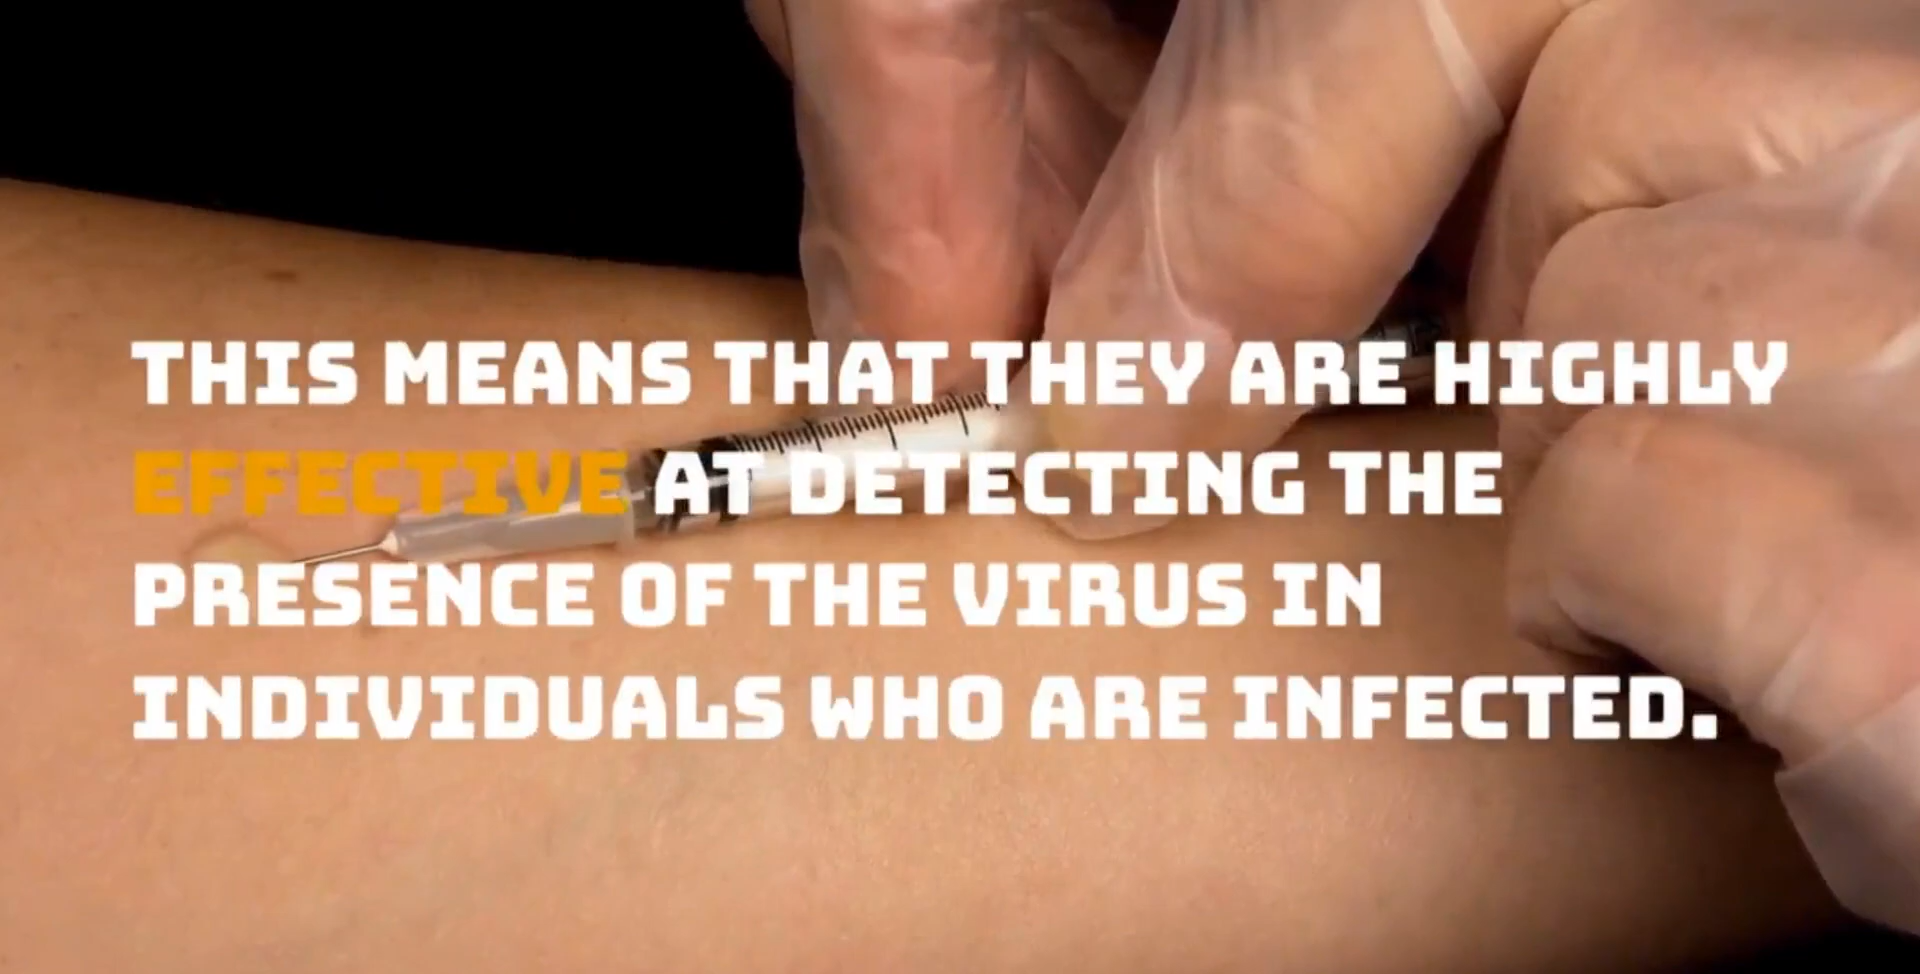 THIS MEANS THAT THEY ARE HIGHLY
EFFECTIVE AT DETECTING THE
PRESENCE OF THE VIRUS IN
INDIVIDUALS WHO ARE INFECTED.